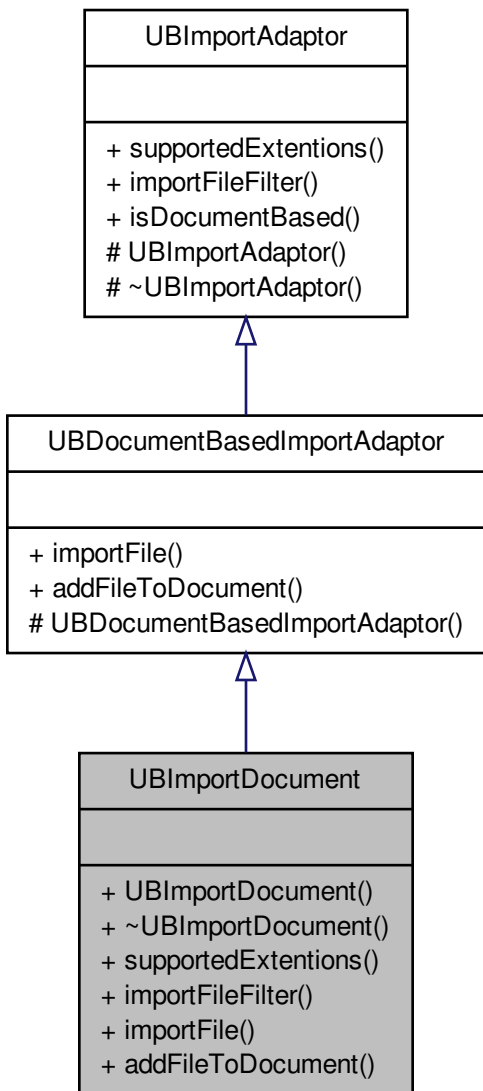 UBImportAdaptor
+ supportedExtentions()
+ importFileFilter()
+ isDocumentBased()
# UBImportAdaptor()
# ~UBImportAdaptor()
UBDocumentBasedImportAdaptor
+ importFile()
+ addFileToDocument()
# UBDocumentBasedImportAdaptor()
UBImportDocument
+ UBImportDocument()
+ ~UBImportDocument()
+ supportedExtentions()
+ importFileFilter()
+ importFile()
+ addFileToDocument()